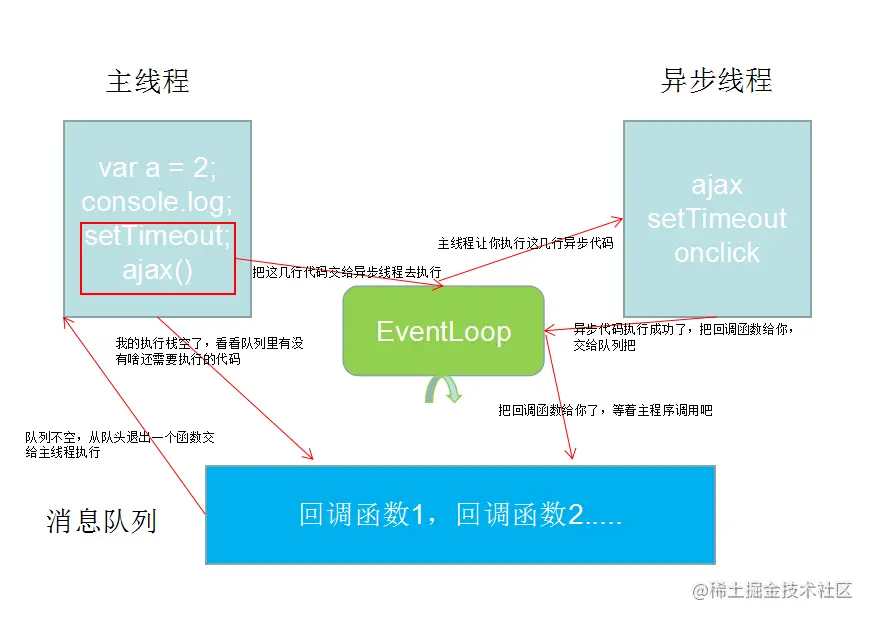 主线程
异步线程
var a = 2;
console.log;
setTimeout;
ajax()
ajax
setTimeout
onclick
主线程让你执行这几行异步代码
把这几行代码交给异步线程去执行
EventLoop
异步代码执行成功了，把回调函数给你，
交给队列把
我的执行栈空了，看看队列里有没
有啥还需要执行的代码
把回调函数给你了，等着主程序调用吧
队列不空，从队头退出一个函数交
给主线程执行
消息队列
回调函数1，回调函数2.....
@稀土掘金技术社区